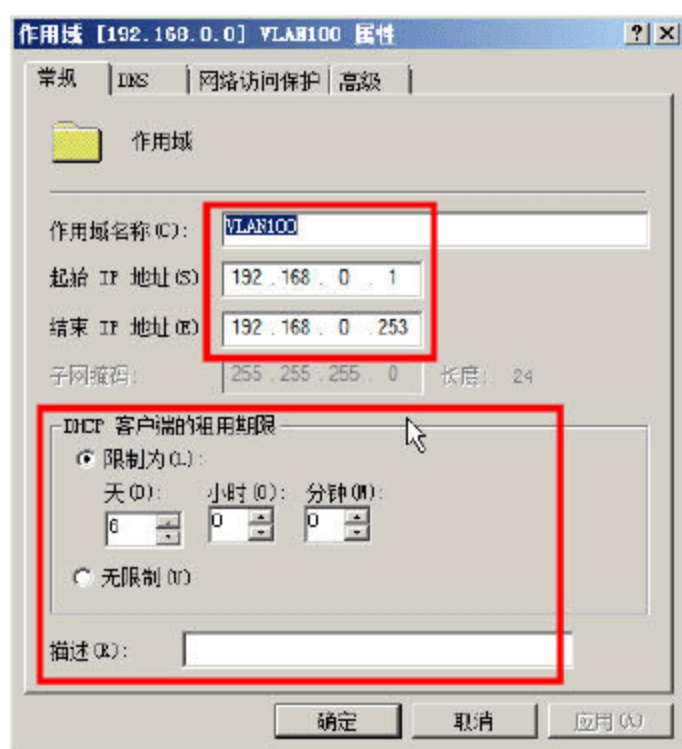 作用域 [192.168.0.0] VLAN100 属性
常规 DNS 网络访问保护 高级
作用域
作用域名称(C): VLAN100
起始 IP 地址(S) 192 . 168 . 0 . 1
结束 IP 地址(E) 192 . 168 . 0 . 253
子网掩码: 255 . 255 . 255 . 0 长度: 24
DHCP 客户端的租用期限
限制为(L):
天(D): 小时(O): 分钟(M):
6 0 0
无限制(U)
描述(R):
确定 取消 应用(A)